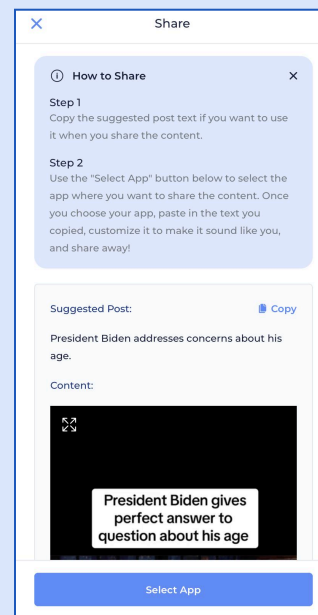 Share
How to Share
Step 1
Copy the suggested post text if you want to use
it when you share the content.
Step 2
Use the "Select App" button below to select the
app where you want to share the content. Once
you choose your app, paste in the text you
copied, customize it to make it sound like you,
and share away!
Suggested Post:
Copy
President Biden addresses concerns about his
age.
Content:
President Biden gives
perfect answer to
question about his age
Select App